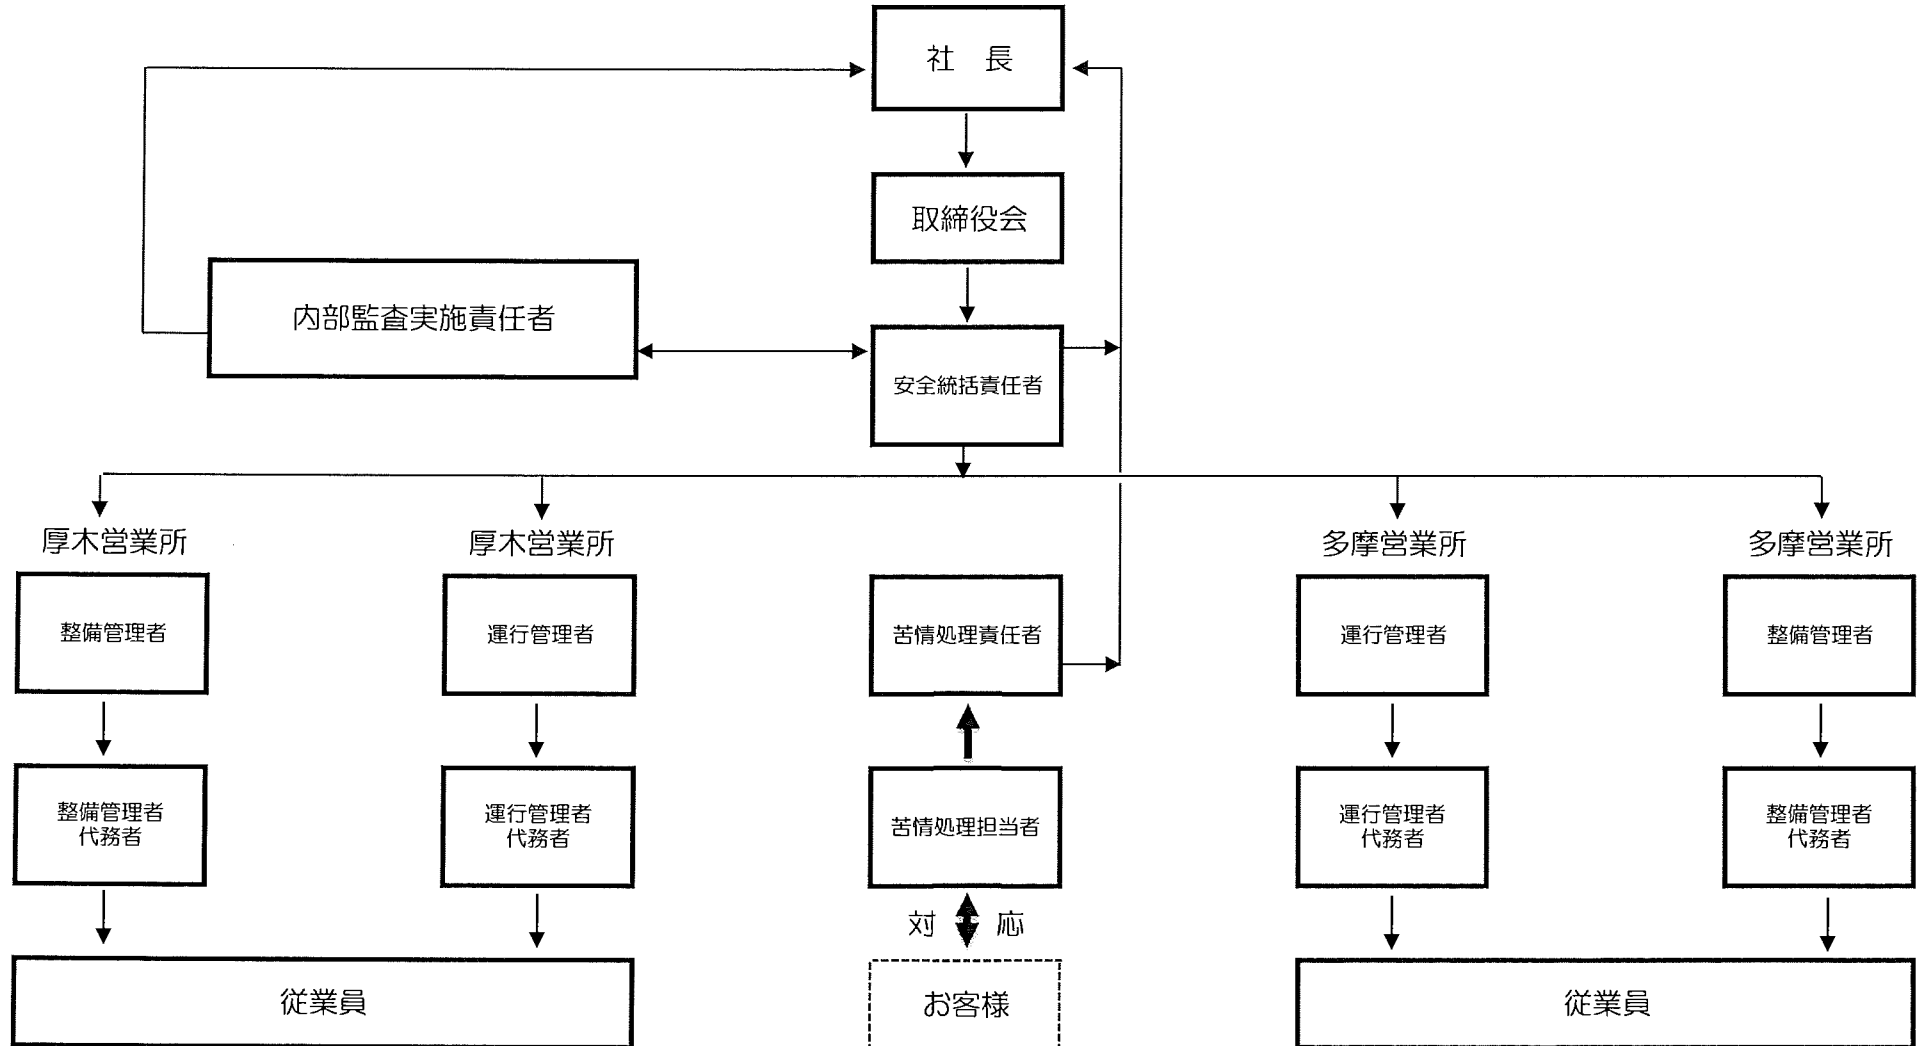 社　長
取締役会
内部監査実施責任者
安全統括責任者
厚木営業所
厚木営業所
多摩営業所
多摩営業所
整備管理者
運行管理者
苦情処理責任者
運行管理者
整備管理者
整備管理者
代務者
運行管理者
代務者
苦情処理担当者
運行管理者
代務者
整備管理者
代務者
対　応
従業員
お客様
従業員